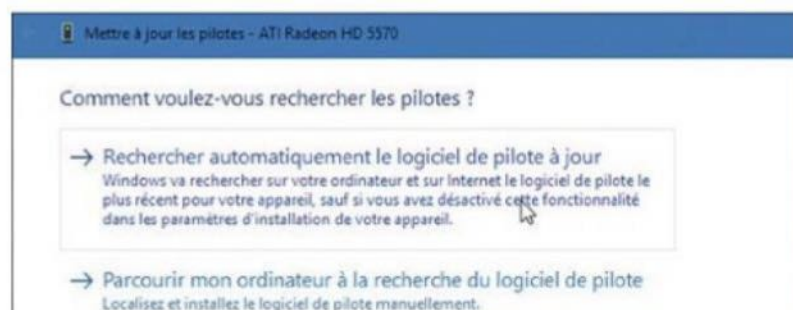 Mettre à jour les pilotes - ATI Radeon HD 5570
Comment voulez-vous rechercher les pilotes ?
→ Rechercher automatiquement le logiciel de pilote à jour
Windows va rechercher sur votre ordinateur et sur Internet le logiciel de pilote le
plus récent pour votre appareil, sauf si vous avez désactivé cette fonctionnalité
dans les paramètres d'installation de votre appareil.
→ Parcourir mon ordinateur à la recherche du logiciel de pilote
Localisez et installez le logiciel de pilote manuellement.